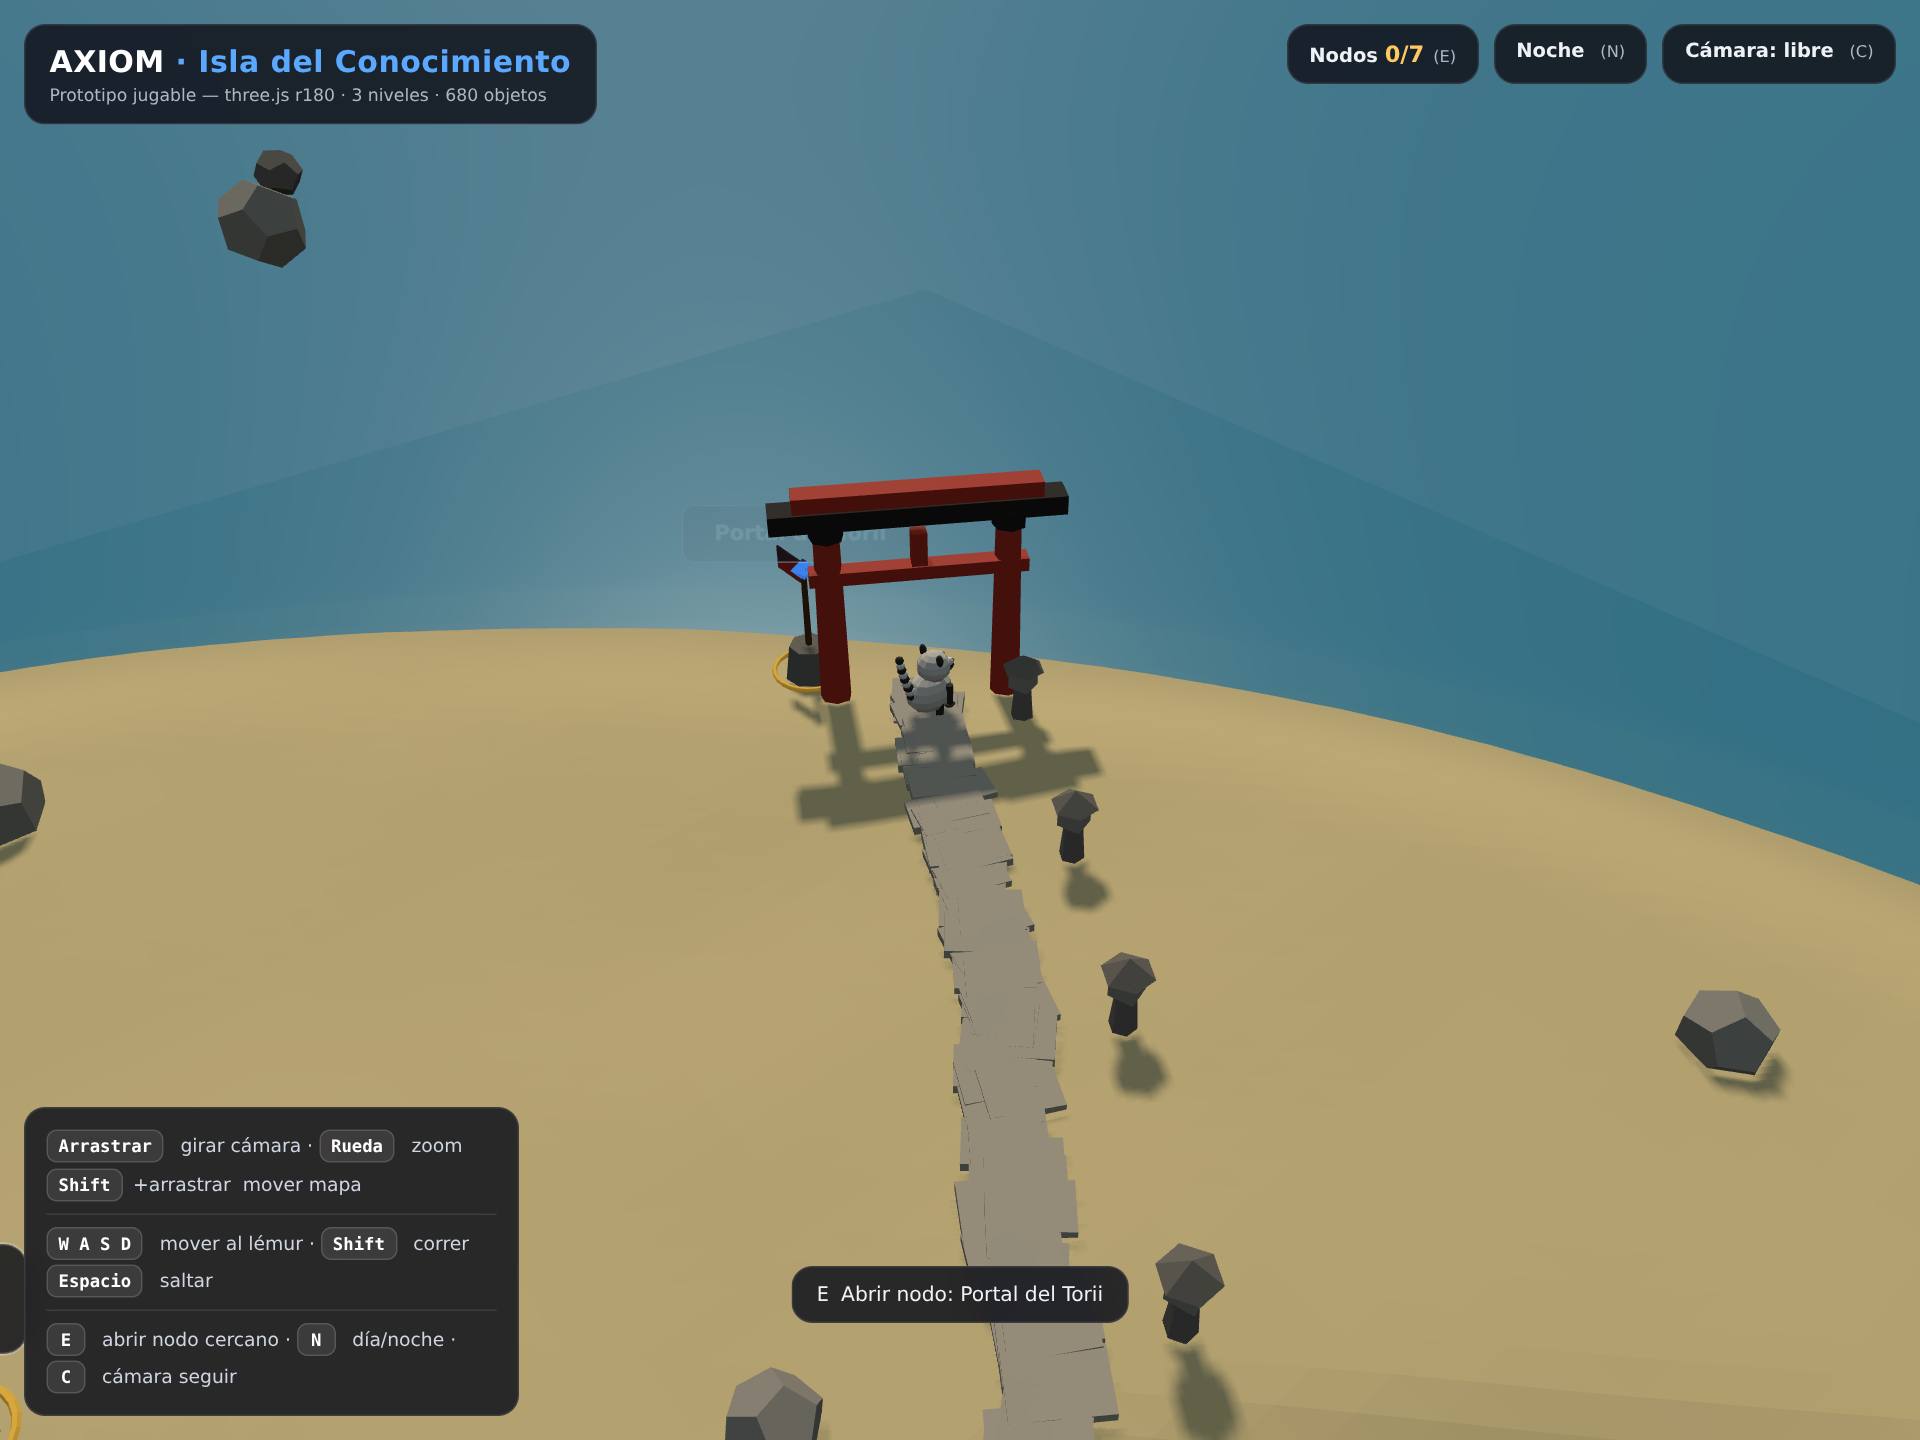 AXIOM · Isla del Conocimiento
Prototipo jugable — three.js r180 · 3 niveles · 680 objetos
Nodos 0/7 (E)
Noche (N)
Cámara: libre (C)
Torii
Arrastrar girar cámara · Rueda zoom
Shift +arrastrar mover mapa
W A S D mover al lémur · Shift correr
Espacio saltar
E abrir nodo cercano · N día/noche ·
C cámara seguir
E Abrir nodo: Portal del Torii